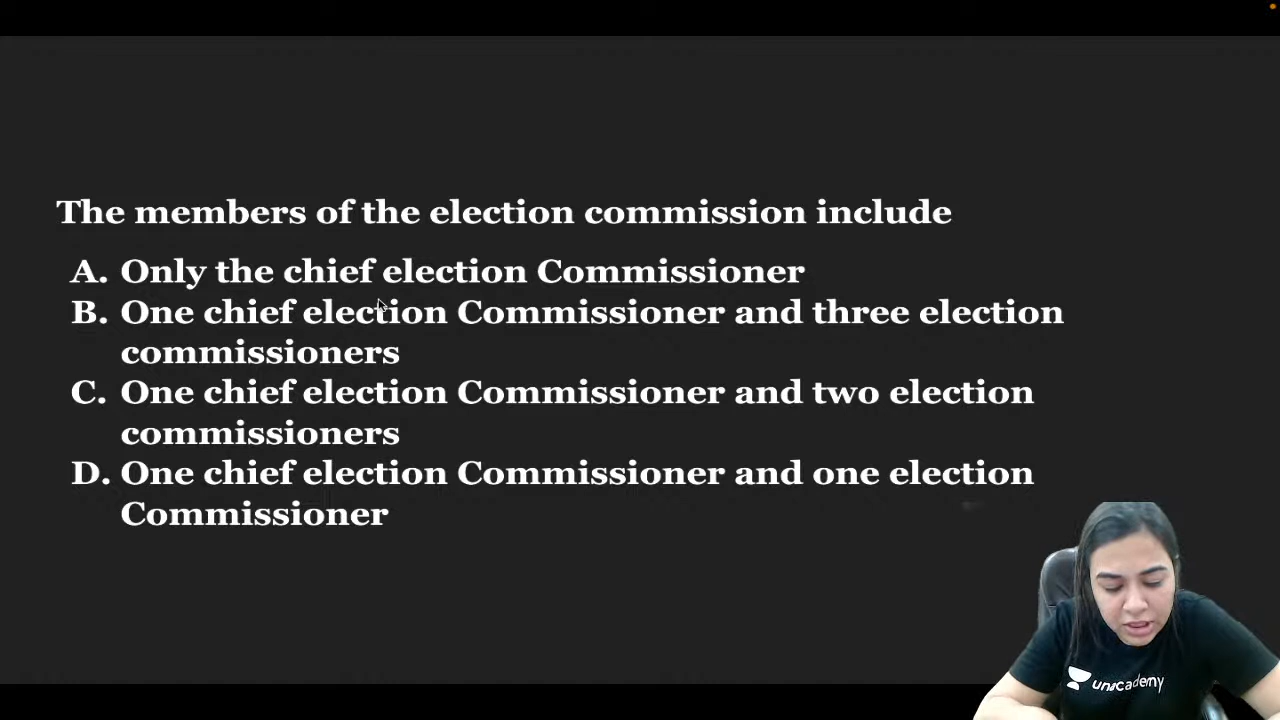 The members of the election commission include
A. Only the chief election Commissioner
B. One chief election Commissioner and three election
commissioners
C. One chief election Commissioner and two election
commissioners
D. One chief election Commissioner and one election
Commissioner
unacademy